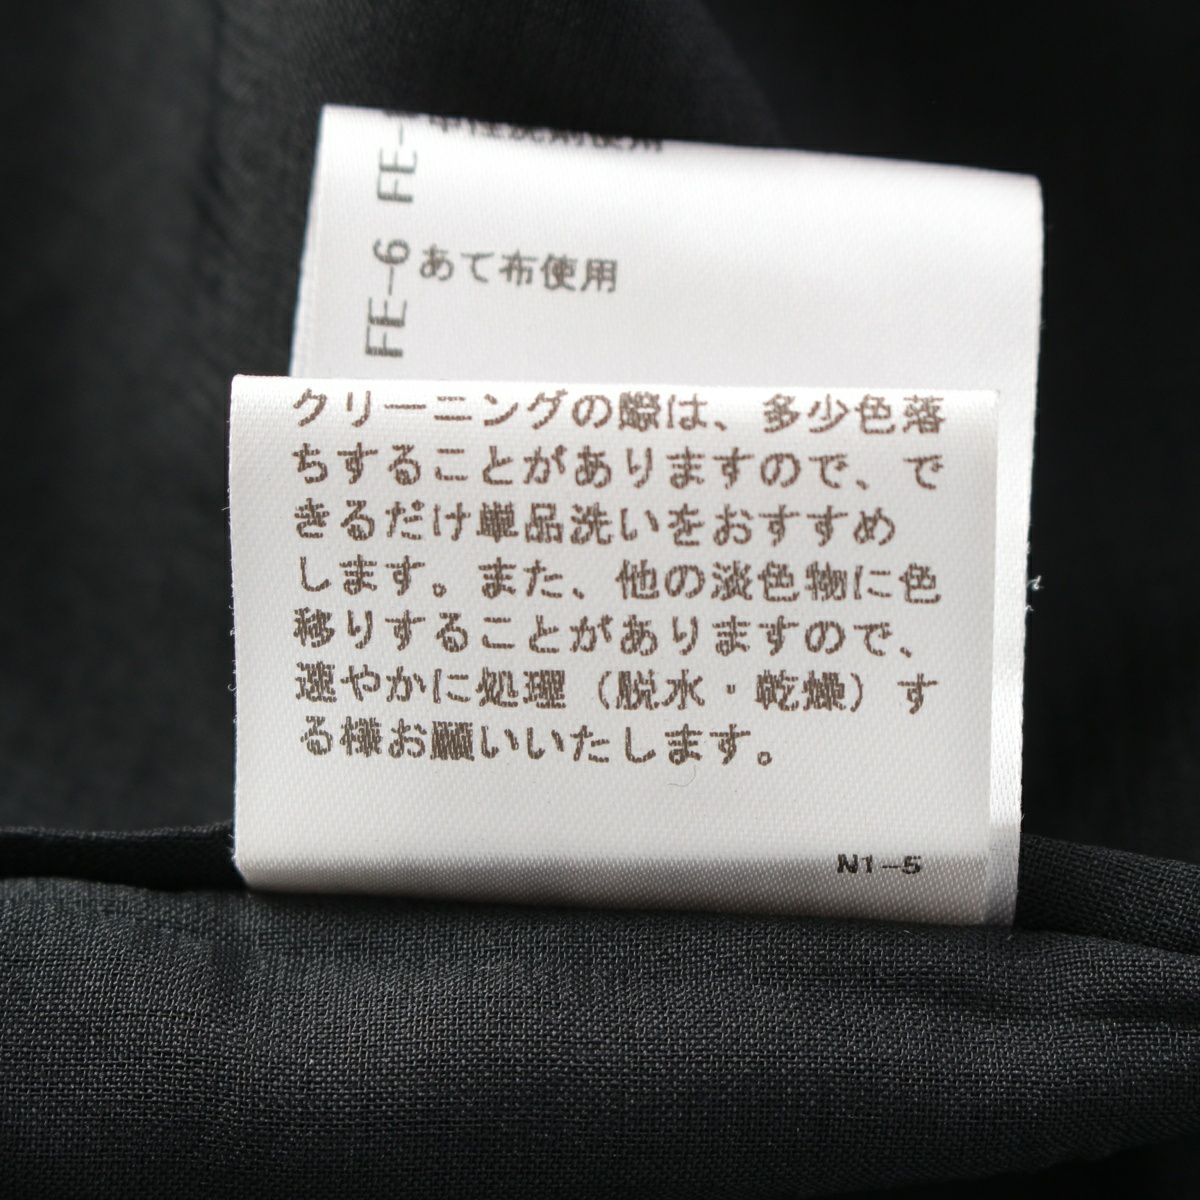 性洗剤使用
FE-
FE-6
あて布使用
クリーニングの際は、多少色落
ちすることがありますので、で
きるだけ単品洗いをおすすめ
します。また、他の淡色物に色
移りすることがありますので、
速やかに処理（脱水・乾燥）す
る様お願いいたします。
N1-5